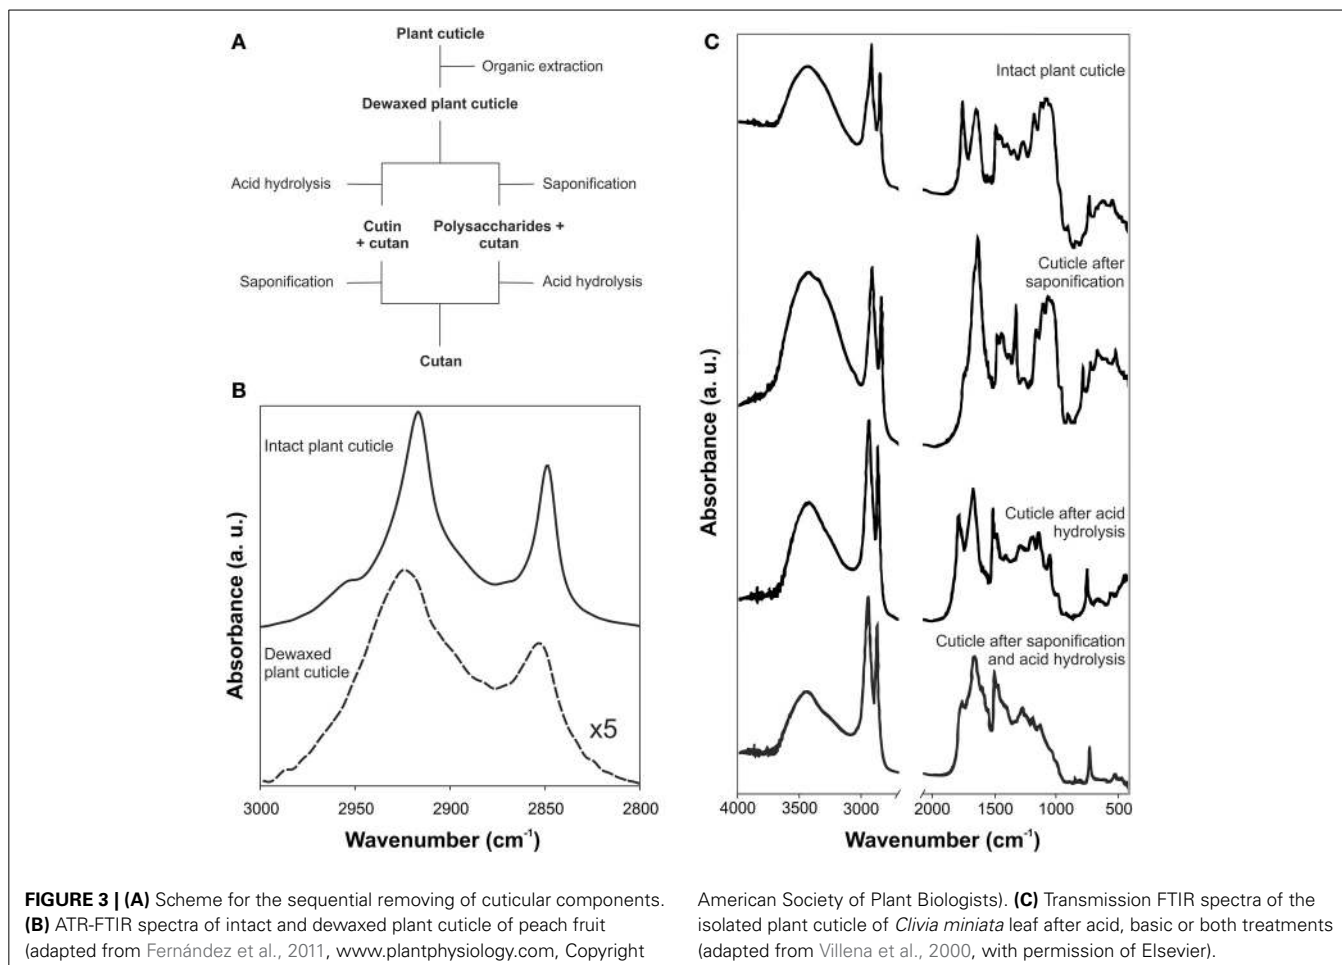 A
Plant cuticle
Organic extraction
Dewaxed plant cuticle
Acid hydrolysis
Saponification
Cutin
+ cutan
Polysaccharides +
cutan
Saponification
Acid hydrolysis
Cutan
B
Absorbance (a. u.)
Intact plant cuticle
Dewaxed
plant cuticle
x5
3000
2950
2900
2850
2800
Wavenumber (cm-1)
C
Absorbance (a. u.)
Intact plant cuticle
Cuticle after
saponification
Cuticle after acid
hydrolysis
Cuticle after saponification
and acid hydrolysis
4000
3500
3000
2000
1500
1000
500
Wavenumber (cm-1)
FIGURE 3 | (A) Scheme for the sequential removing of cuticular components.
(B) ATR-FTIR spectra of intact and dewaxed plant cuticle of peach fruit
(adapted from Fernández et al., 2011, www.plantphysiology.com, Copyright
American Society of Plant Biologists). (C) Transmission FTIR spectra of the
isolated plant cuticle of Clivia miniata leaf after acid, basic or both treatments
(adapted from Villena et al., 2000, with permission of Elsevier).